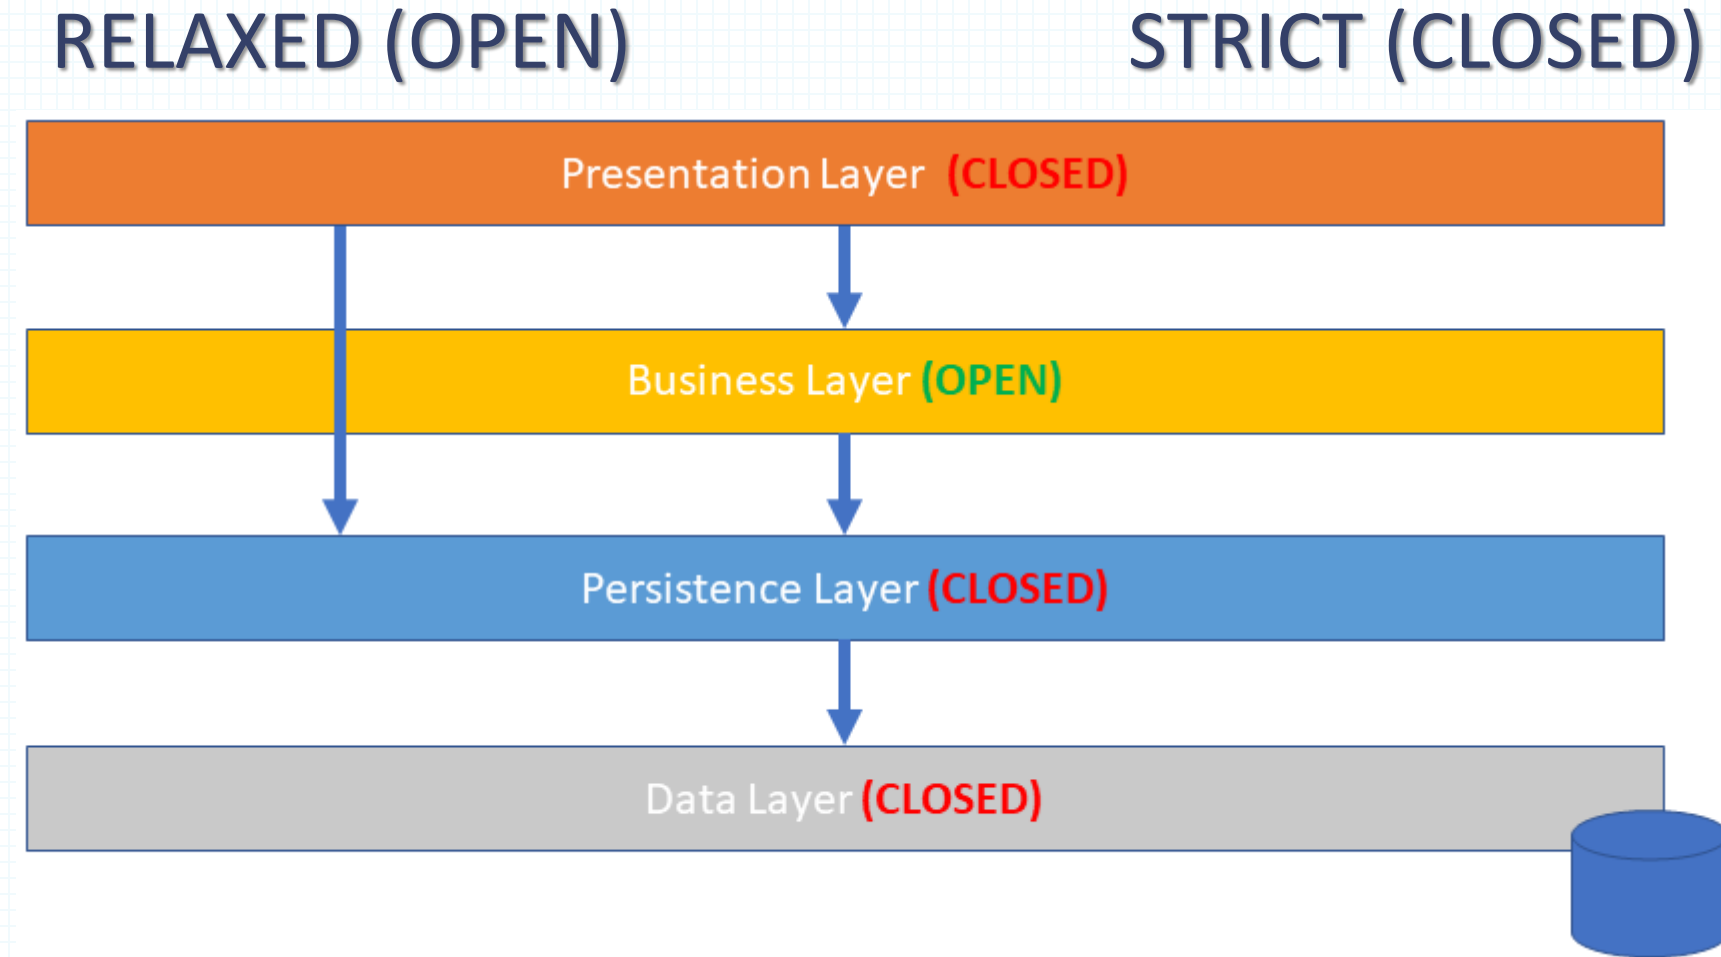 RELAXED (OPEN)
STRICT (CLOSED)
Presentation Layer (CLOSED)
Business Layer (OPEN)
Persistence Layer (CLOSED)
Data Layer (CLOSED)